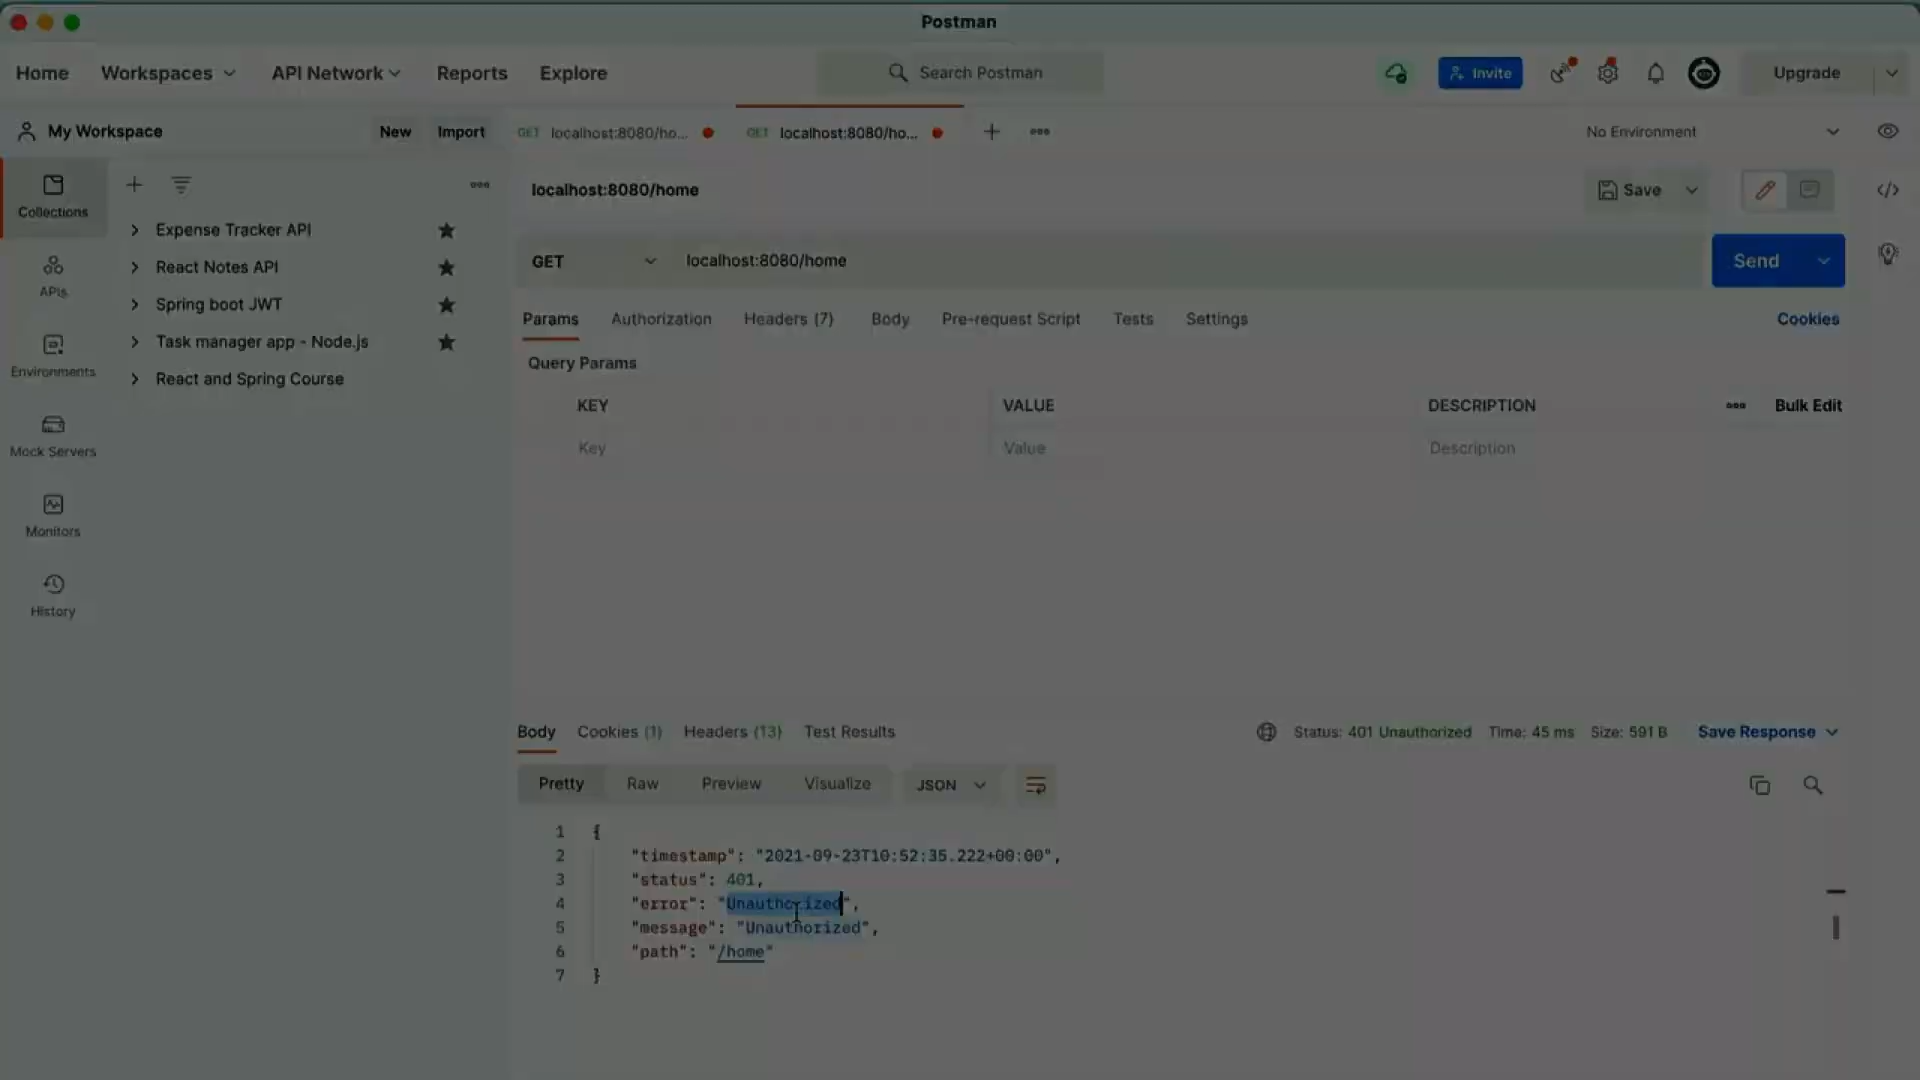 Postman
Home Workspaces API Network Reports Explore Search Postman Invite Upgrade
My Workspace New Import GET localhost:8080/ho... GET localhost:8080/ho... No Environment
localhost:8080/home Save
Collections
Expense Tracker API
React Notes API
Spring boot JWT
Task manager app - Node.js
React and Spring Course
APIs
Environments
Mock Servers
Monitors
History
GET localhost:8080/home Send
Params Authorization Headers (7) Body Pre-request Script Tests Settings Cookies
Query Params
KEY VALUE DESCRIPTION Bulk Edit
Key Value Description
Body Cookies (1) Headers (13) Test Results Status: 401 Unauthorized Time: 45 ms Size: 591 B Save Response
Pretty Raw Preview Visualize JSON
1 {
2 "timestamp": "2021-09-23T10:52:35.222+00:00",
3 "status": 401,
4 "error": "Unauthorized",
5 "message": "Unauthorized",
6 "path": "/home"
7 }